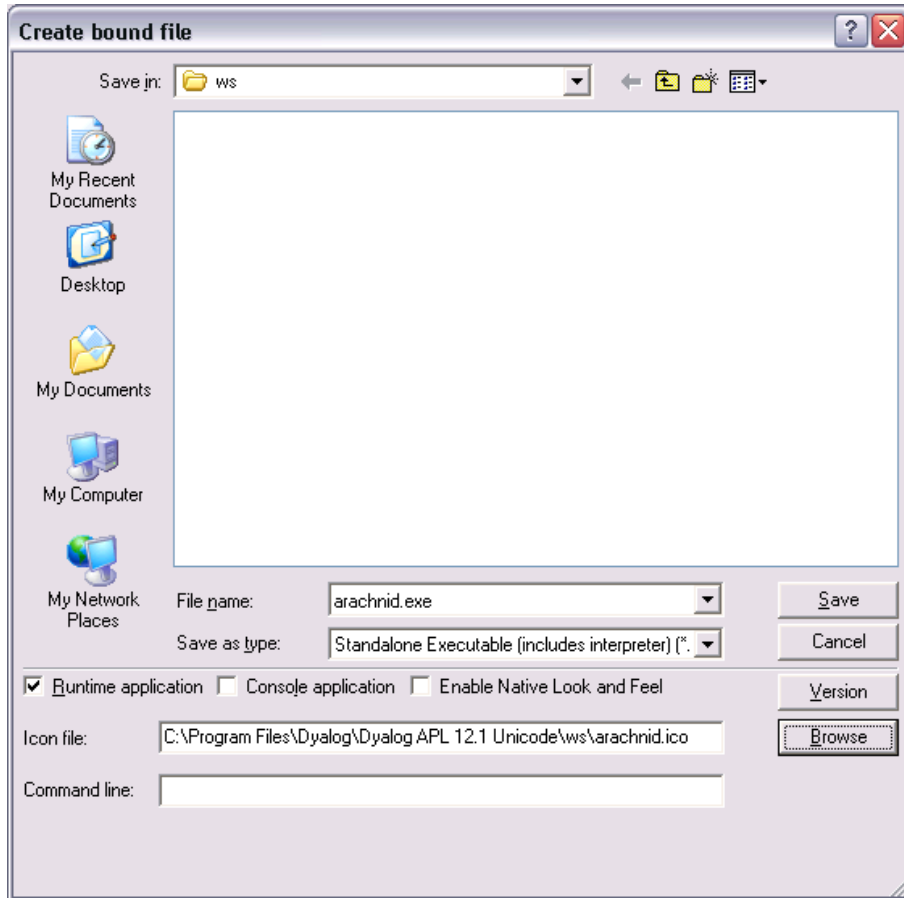 Create bound file
Save in:
ws
My Recent
Documents
Desktop
My Documents
My Computer
My Network
Places
File name:
arachnid.exe
Save
Save as type:
Standalone Executable (includes interpreter) (*.
Cancel
Runtime application Console application Enable Native Look and Feel
Version
Icon file:
C:\Program Files\Dyalog\Dyalog APL 12.1 Unicode\ws\arachnid.ico
Browse
Command line: